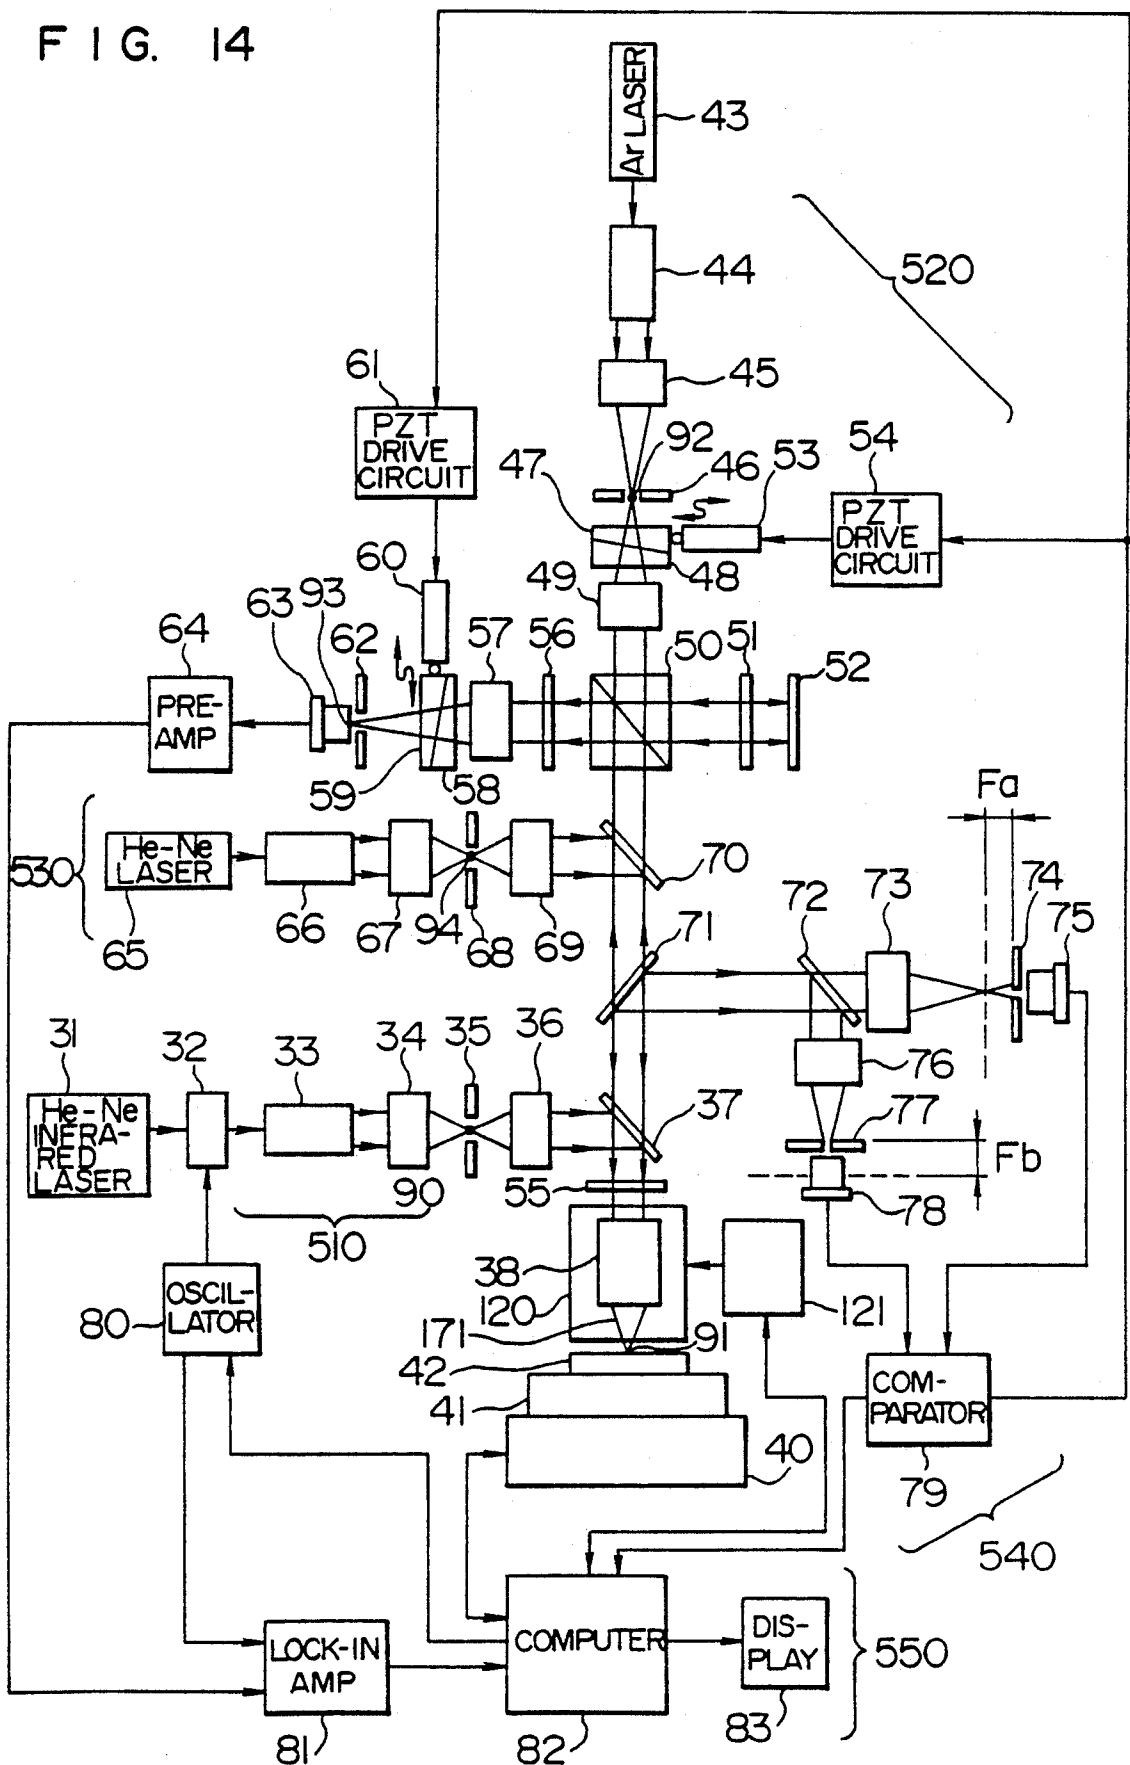 FIG. 14
Ar LASER
43
44
520
45
61
PZT
DRIVE
CIRCUIT
92
47
46
53
54
PZT
DRIVE
CIRCUIT
48
49
60
93
63
62
64
57
56
50
51
52
PRE-
AMP
59
58
Fa
530
He-Ne
LASER
65
66
67
94
68
69
70
71
72
73
74
75
31
32
33
34
35
36
37
76
77
Fb
78
He-Ne
INFRA-
RED
LASER
90
55
510
38
120
121
171
91
42
41
40
80
OSCIL-
LATOR
COM-
PARATOR
79
540
LOCK-IN
AMP
81
COMPUTER
82
DIS-
PLAY
83
550